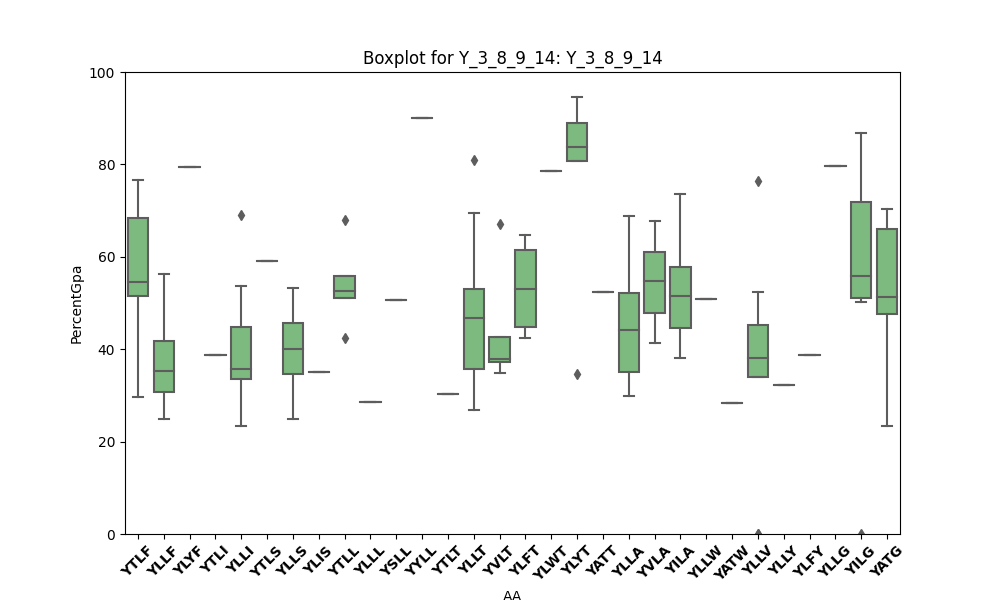 Boxplot for Y_3_8_9_14: Y_3_8_9_14
100
80
60
40
20
0
PercentGpa
YTLF YLLF YLYF YTLI YLLI YTLS YLLS YLIS YTLL YLLL YSLL YYLL YTLT YLLT YVLT YLFT YLWT YLYT YATT YLLA YVLA YILA YLLW YATW YLLV YLLY YLFY YLLG YILG YATG
AA